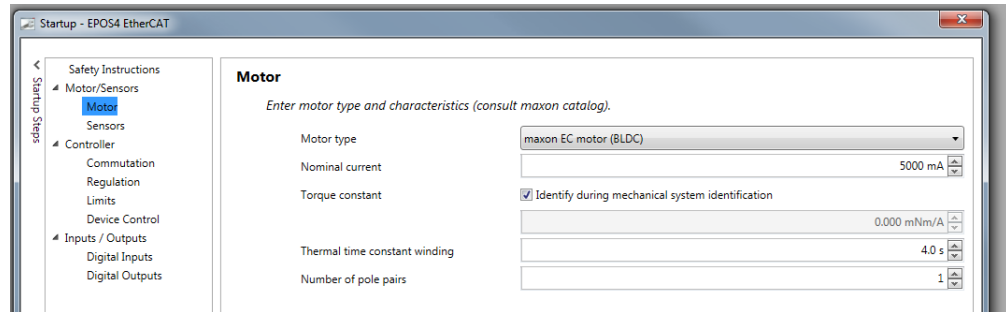 Startup - EPOS4 EtherCAT
Startup Steps
Safety Instructions
Motor/Sensors
Motor
Sensors
Controller
Commutation
Regulation
Limits
Device Control
Inputs / Outputs
Digital Inputs
Digital Outputs
Motor
Enter motor type and characteristics (consult maxon catalog).
Motor type maxon EC motor (BLDC)
Nominal current 5000 mA
Torque constant Identify during mechanical system identification
0.000 mNm/A
Thermal time constant winding 4.0 s
Number of pole pairs 1